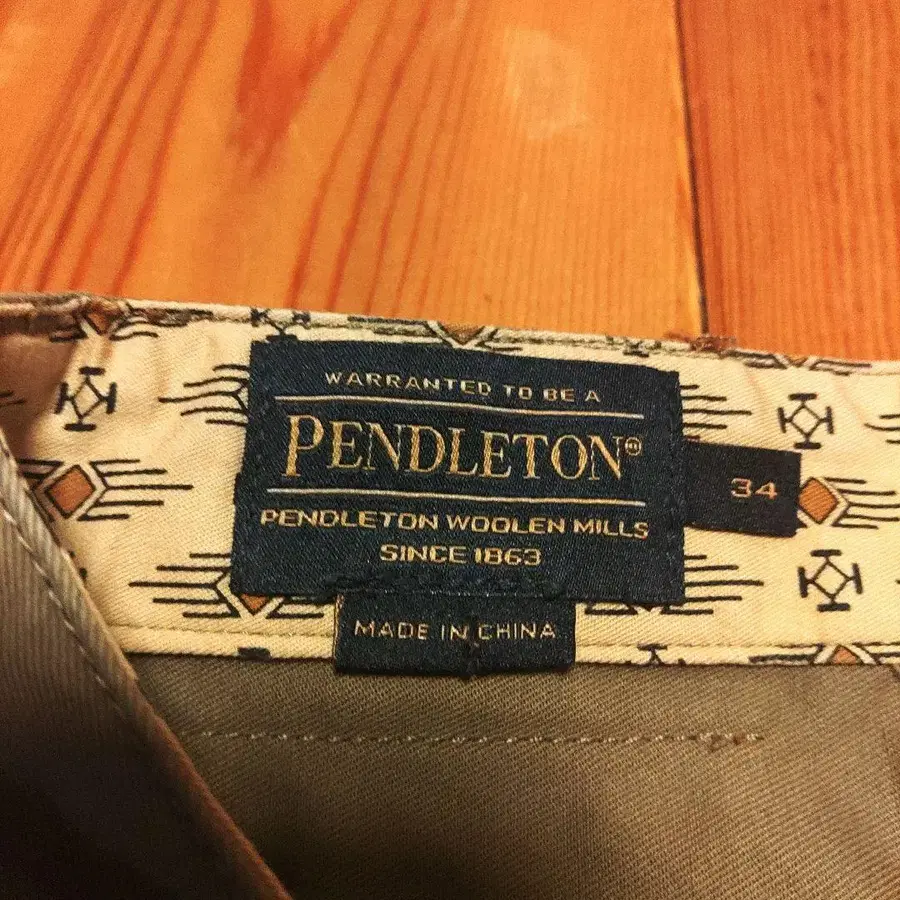 WARRANTED TO BE A
PENDLETON®
PENDLETON WOOLEN MILLS
SINCE 1863
34
MADE IN CHINA